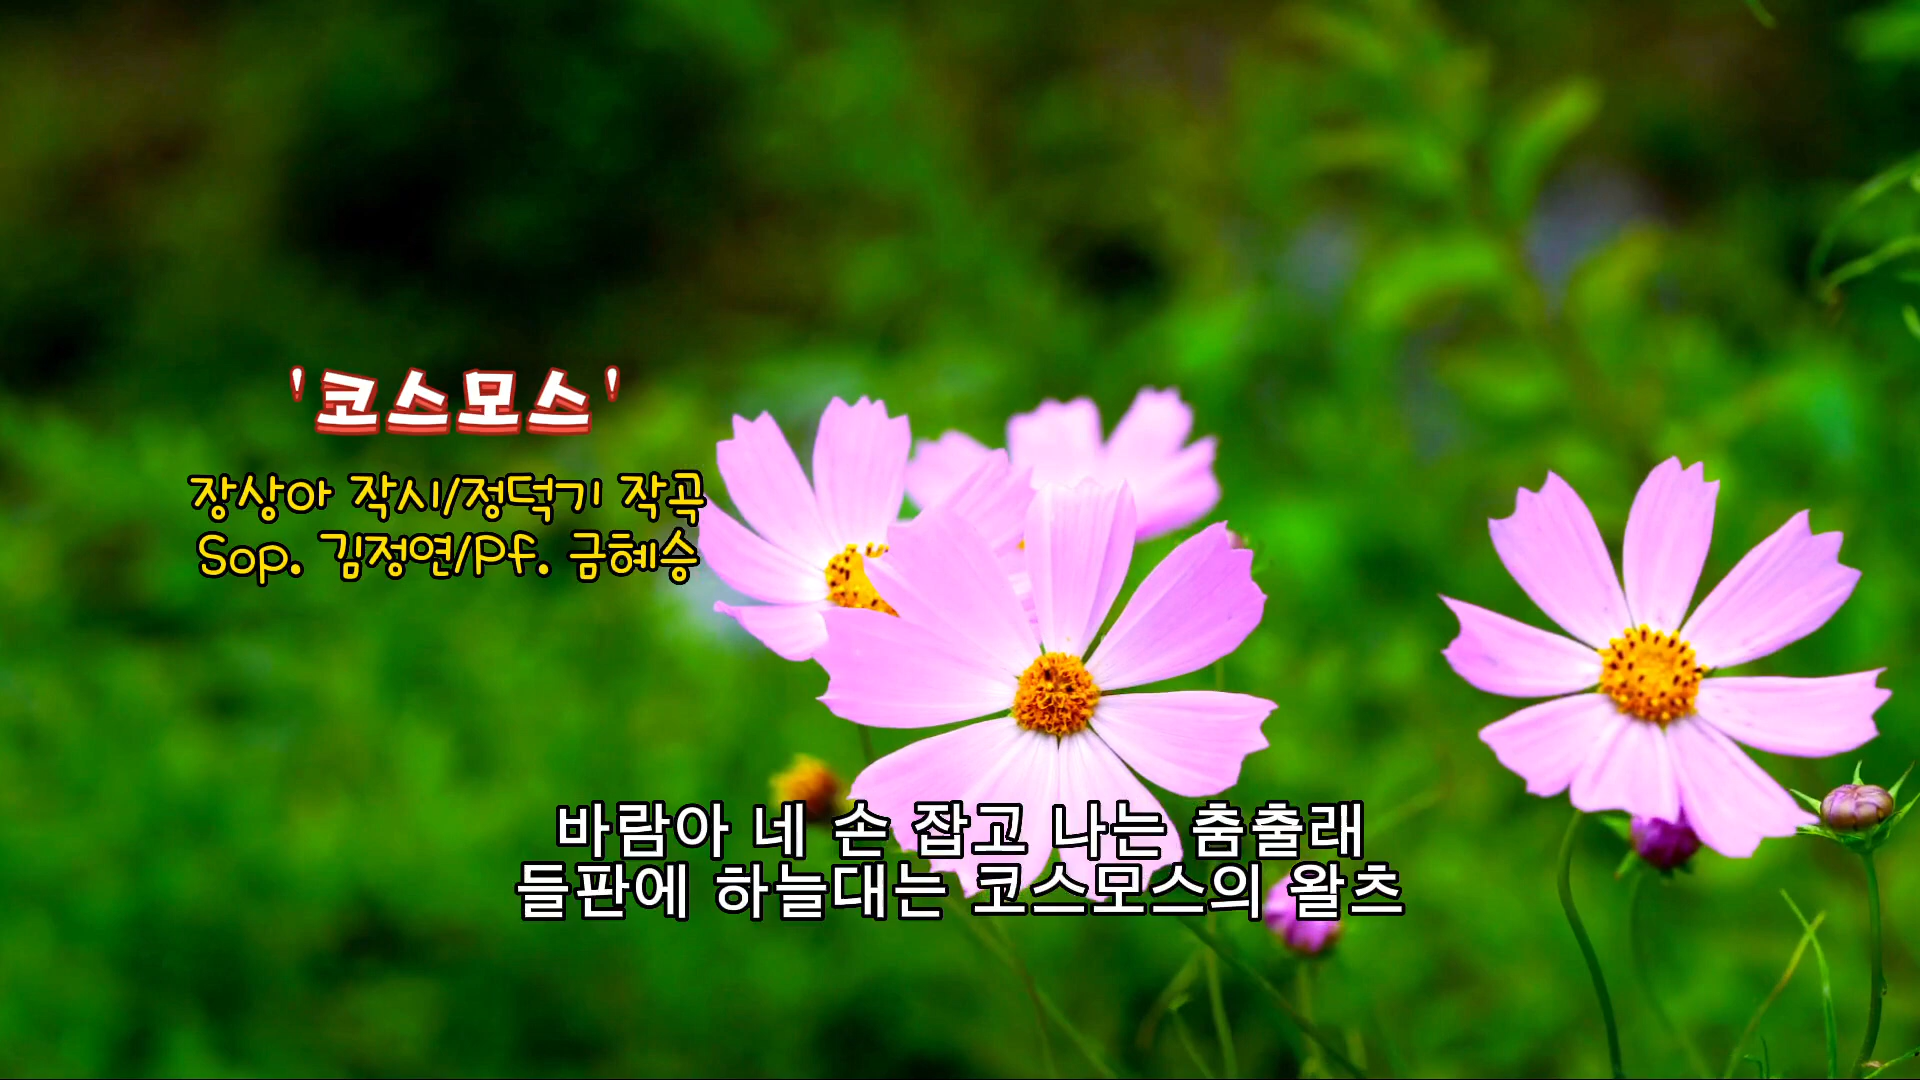 '코스모스'
장상아 작시/정덕기 작곡
Sop. 김정연/Pf. 금혜승
바람아 네 손 잡고 나는 춤출래
들판에 하늘대는 코스모스의 왈츠